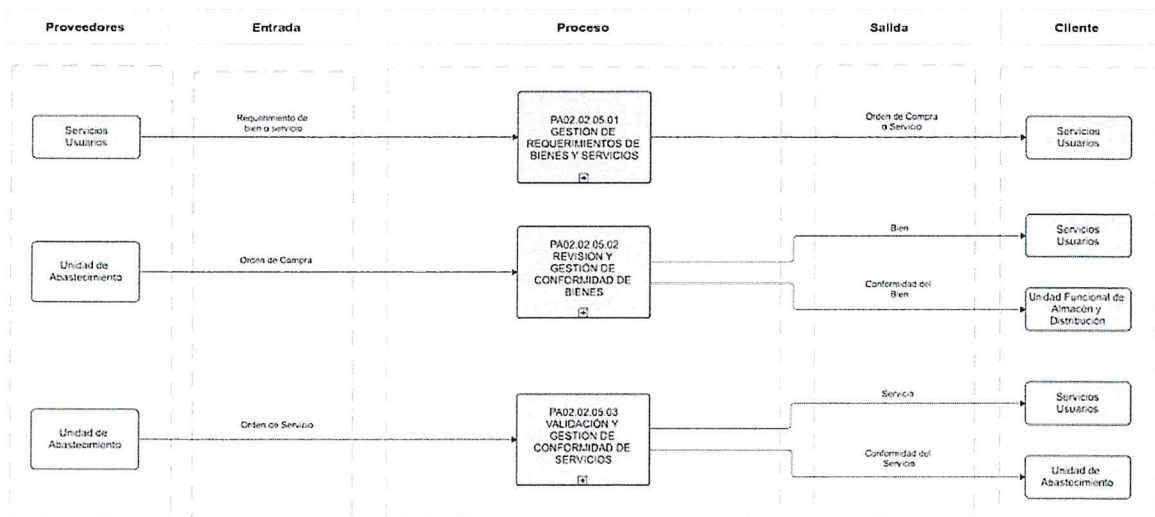 Proveedores
Entrada
Proceso
Salida
Cliente
Servicios
Usuarios
Requerimiento de
bien o servicio
PA02.02.05.01
GESTIÓN DE
REQUERIMIENTOS DE
BIENES Y SERVICIOS
Orden de Compra
o Servicio
Servicios
Usuarios
Unidad de
Abastecimiento
Orden de Compra
PA02.02.05.02
REVISIÓN Y
GESTIÓN DE
CONFORMIDAD DE
BIENES
Bien
Servicios
Usuarios
Conformidad del
Bien
Unidad Funcional de
Almacén y
Distribución
Unidad de
Abastecimiento
Orden de Servicio
PA02.02.05.03
VALIDACIÓN Y
GESTIÓN DE
CONFORMIDAD DE
SERVICIOS
Servicio
Servicios
Usuarios
Conformidad del
Servicio
Unidad de
Abastecimiento